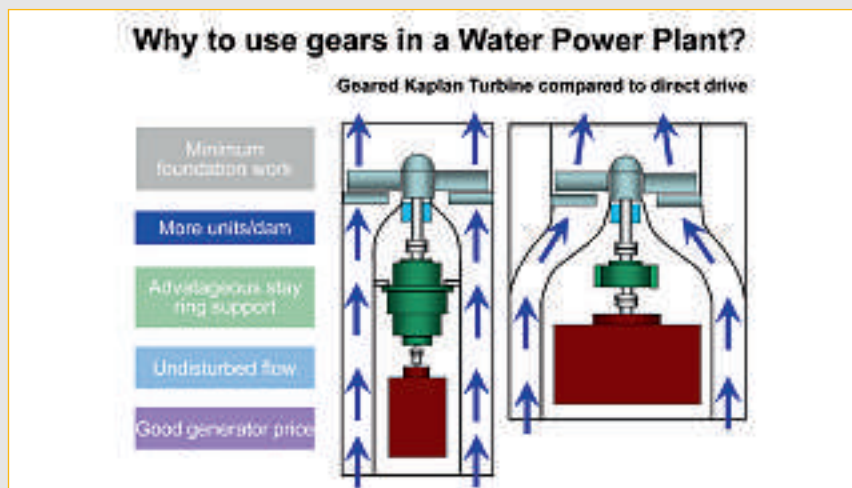 Why to use gears in a Water Power Plant?
Geared Kaplan Turbine compared to direct drive
Minimum
foundation work
More units/dam
Advatageous stay
ring support
Undisturbed flow
Good generator price